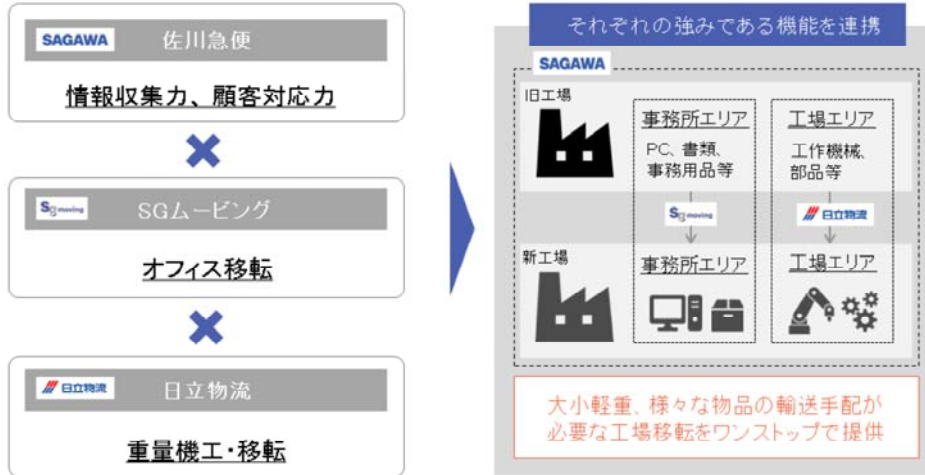 SAGAWA 佐川急便
情報収集力、顧客対応力
SGmoving SGムービング
オフィス移転
日立物流 日立物流
重量機工・移転
それぞれの強みである機能を連携
SAGAWA
旧工場
事務所エリア
PC、書類、
事務用品等
工場エリア
工作機械、
部品等
SGmoving
日立物流
新工場
事務所エリア
工場エリア
大小軽重、様々な物品の輸送手配が
必要な工場移転をワンストップで提供